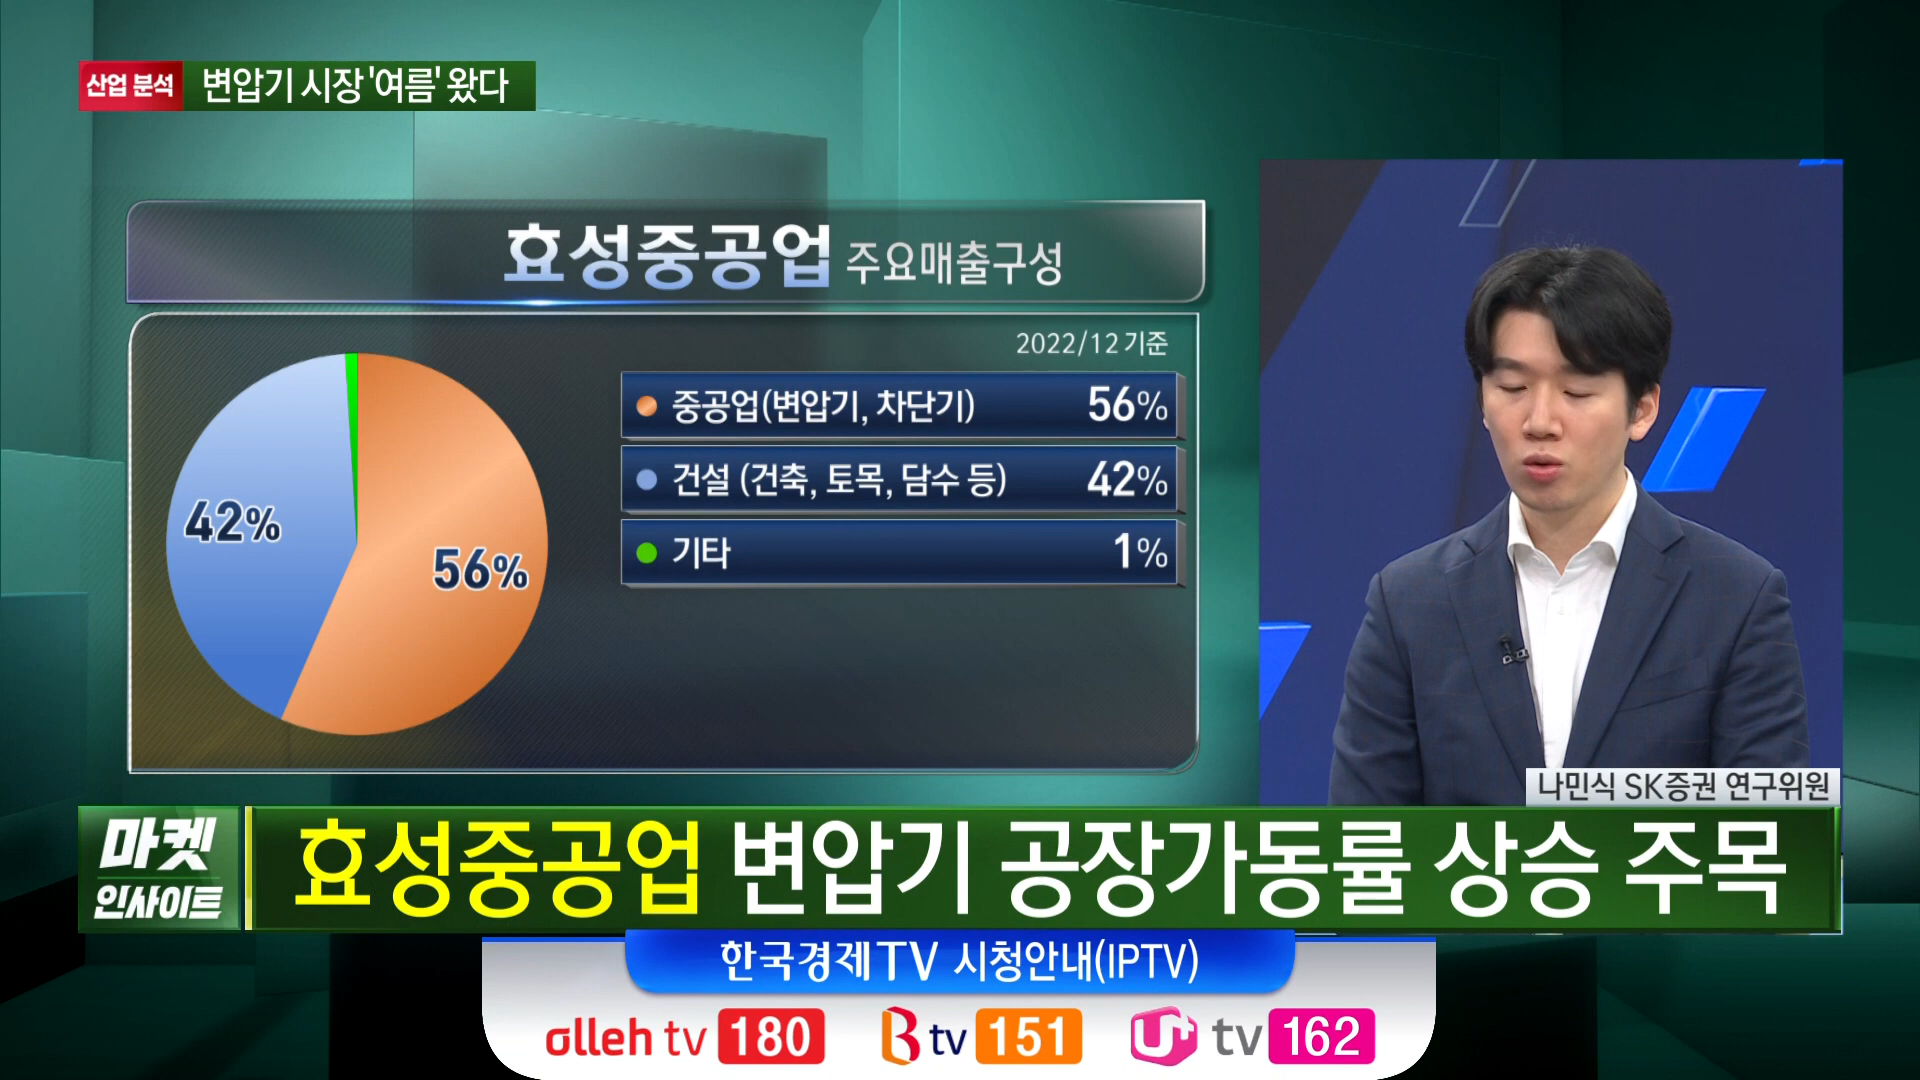 산업 분석 변압기 시장 '여름' 왔다
효성중공업 주요매출구성
2022/12 기준
중공업(변압기, 차단기) 56%
건설 (건축, 토목, 담수 등) 42%
기타 1%
42%
56%
나민식 SK증권 연구위원
마켓
인사이트
효성중공업 변압기 공장가동률 상승 주목
한국경제TV 시청안내(IPTV)
olleh tv 180 B tv 151 U+ tv 162